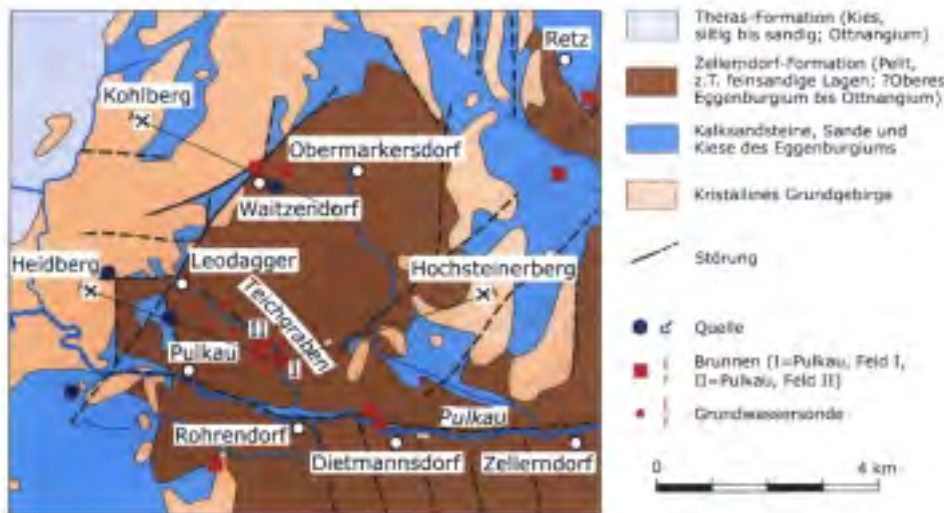 Retz
Kohlberg
Obermarkersdorf
Waitzendorf
Heidberg
Leodagger
Hochsteinerberg
Teichgraben
II
I
Pulkau
Pulkau
Rohrendorf
Dietmannsdorf
Zellerndorf
Theras-Formation (Kies,
siltig bis sandig; Ottnangium)
Zellerndorf-Formation (Pelit,
z.T. feinsandige Lagen; ?Oberes
Eggenburgium bis Ottnangium)
Kalksandsteine, Sande und
Kiese des Eggenburgiums
Kristallines Grundgebirge
Störung
Quelle
Brunnen (I=Pulkau, Feld I,
II=Pulkau, Feld II)
Grundwassersonde
0 4 km